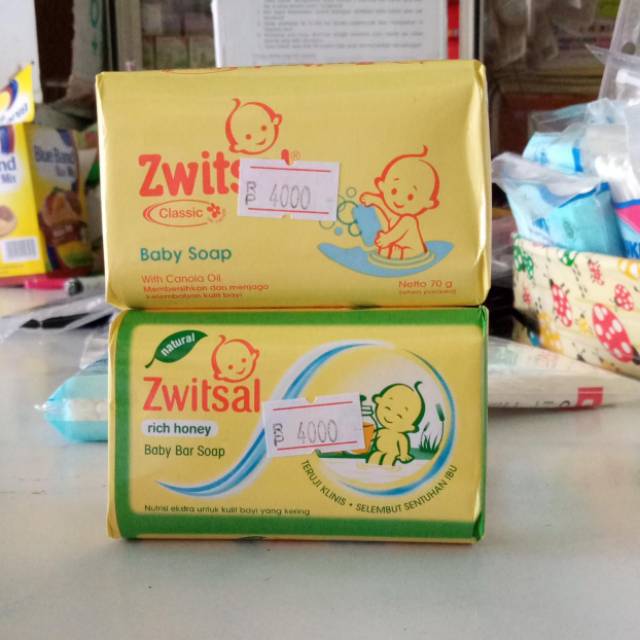 Zwits
®
Rp 4000
Classic
Baby Soap
With Canola Oil
Membersihkan dan menjaga
kelembutan kulit bayi
Netto 70 g
natural
Zwitsal
rich honey
Baby Bar Soap
Rp 4000
TERUJI KLINIS • SELEMBUT SENTUHAN IBU
Nutrisi ekstra untuk kulit bayi yang kering
Blue Band